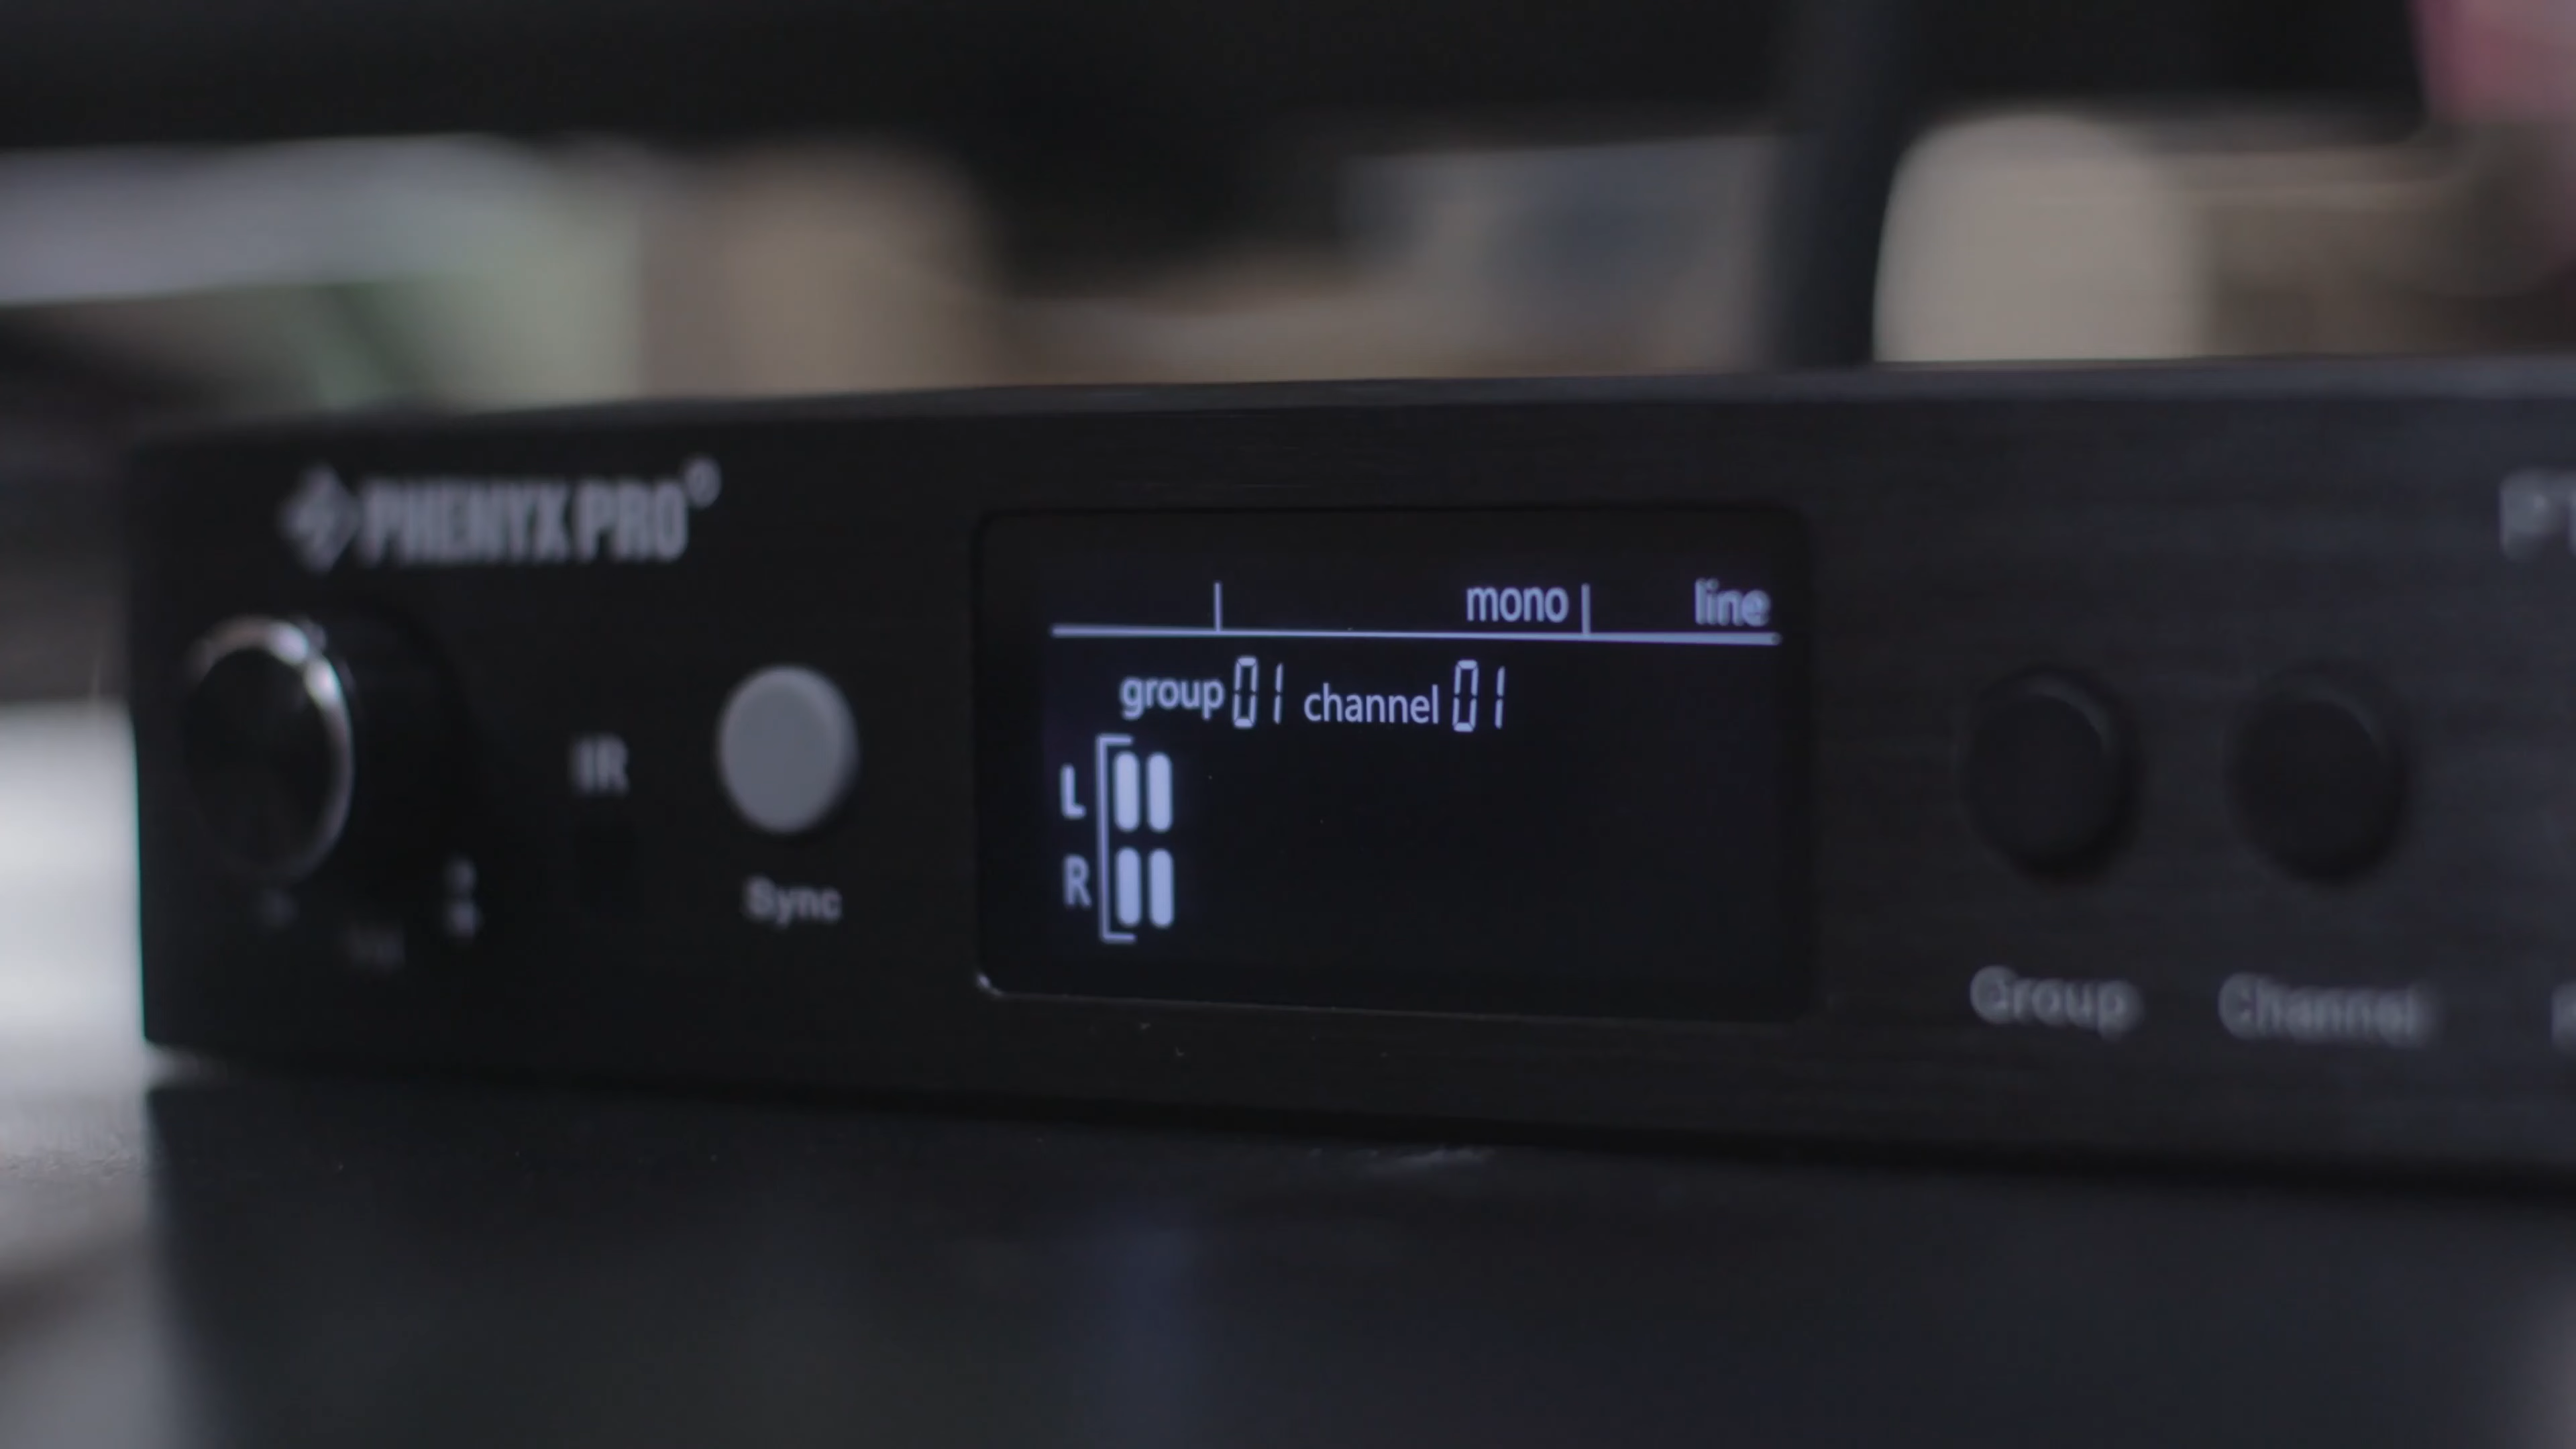 PHENYX PRO®
mono line
group 01 channel 01
L
R
IR
Sync
Group
Channel